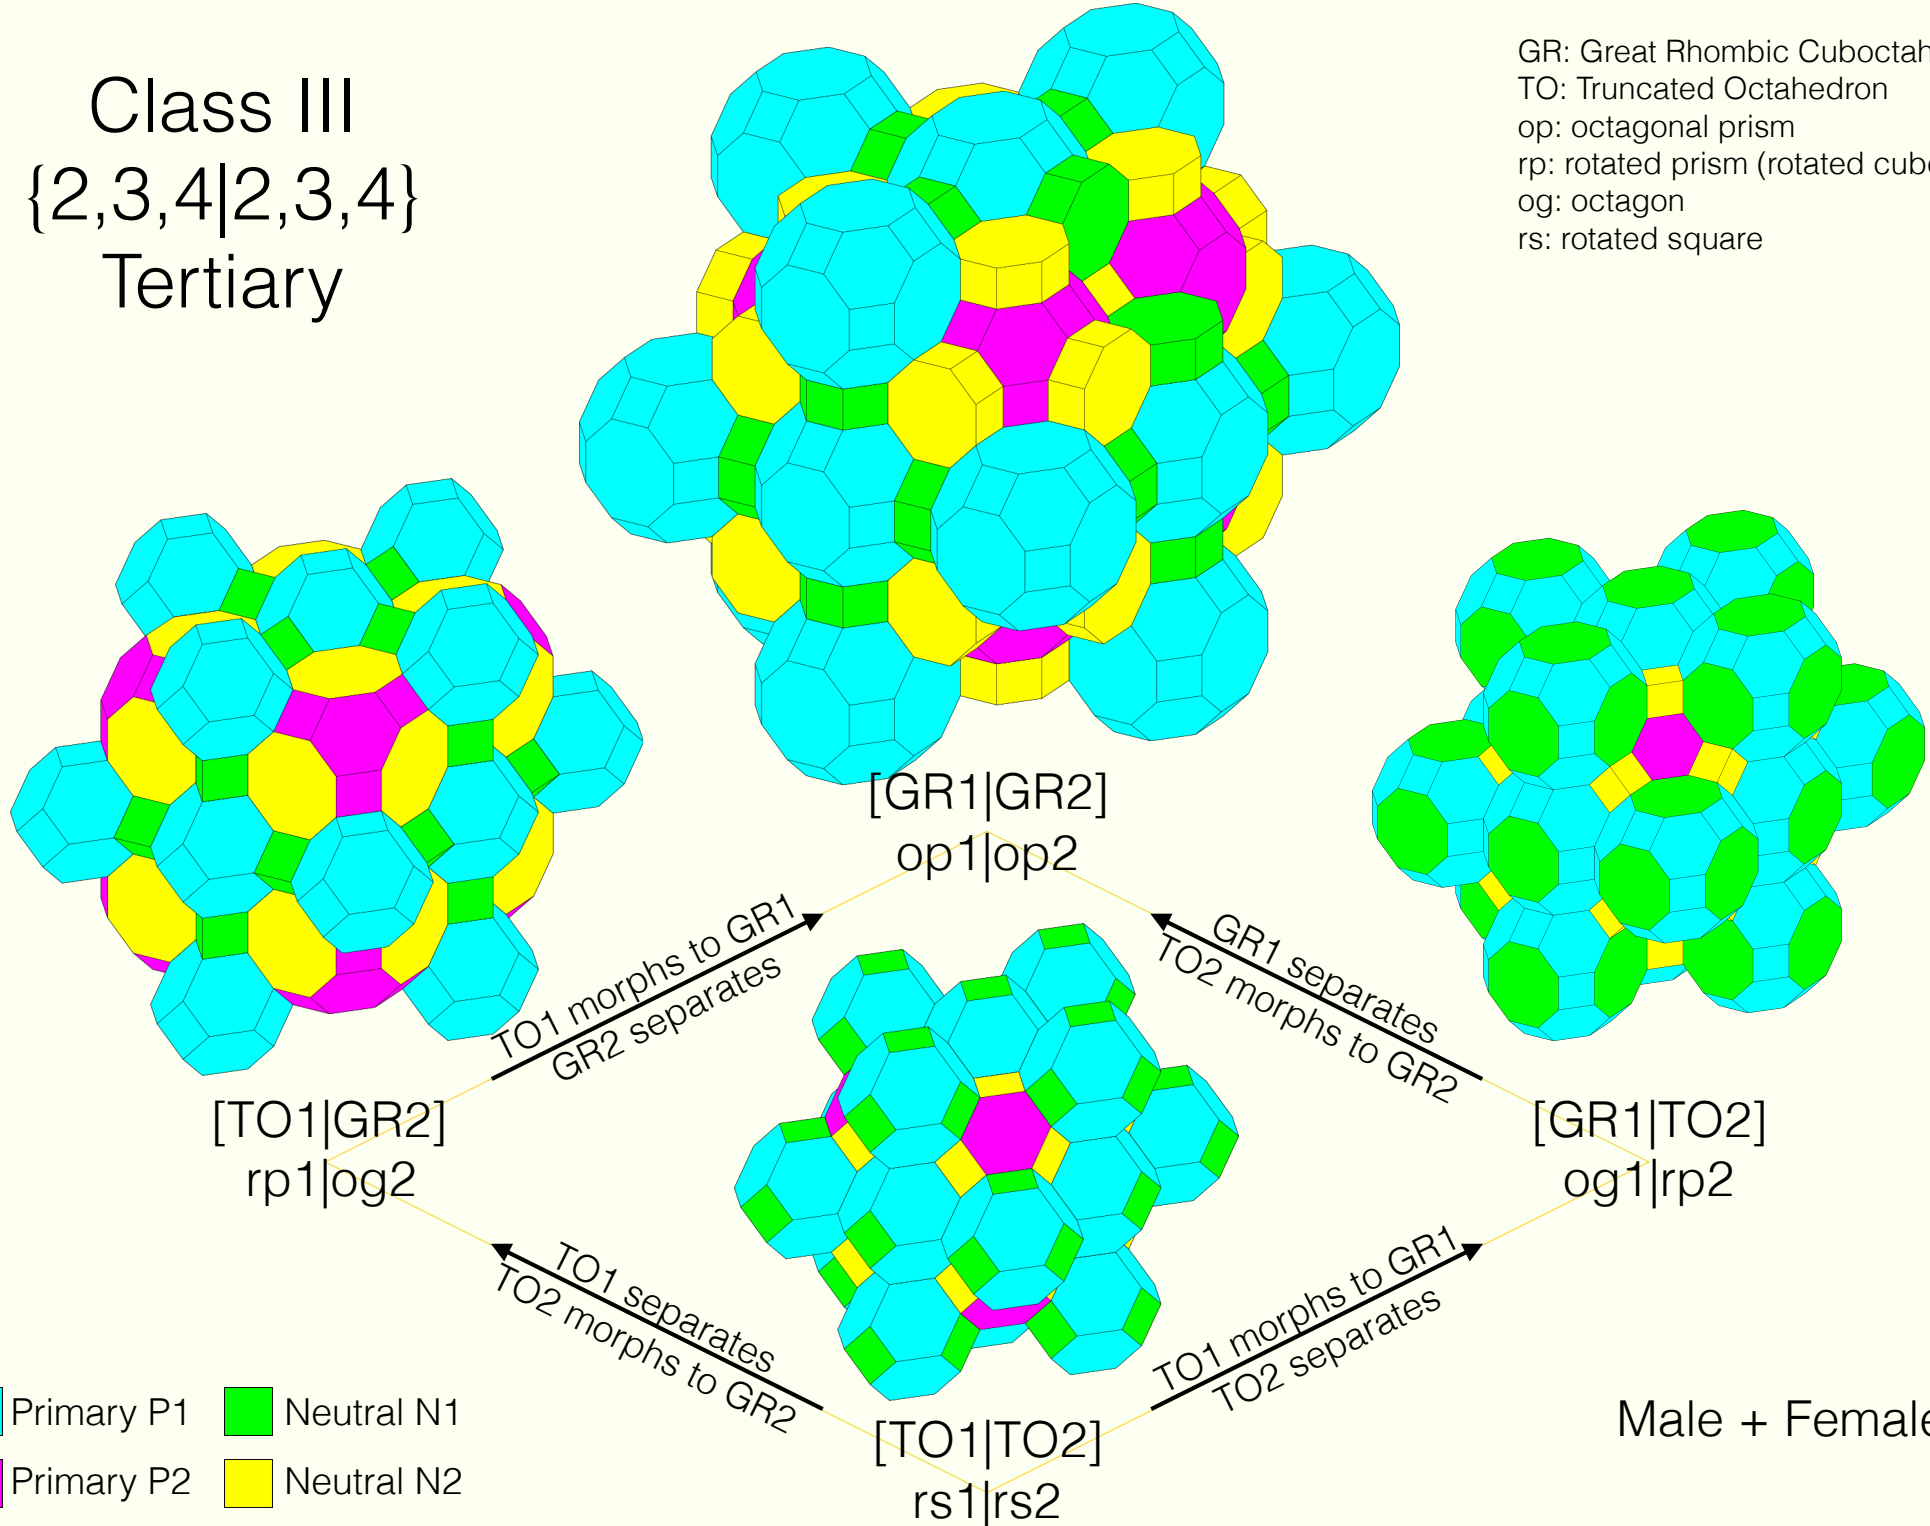 Class III
{2,3,4|2,3,4}
Tertiary
GR: Great Rhombic Cuboctah
TO: Truncated Octahedron
op: octagonal prism
rp: rotated prism (rotated cub
og: octagon
rs: rotated square
[GR1|GR2]
op1|op2
TO1 morphs to GR1
GR2 separates
GR1 separates
TO2 morphs to GR2
[TO1|GR2]
rp1|og2
[GR1|TO2]
og1|rp2
TO1 separates
TO2 morphs to GR2
TO1 morphs to GR1
TO2 separates
[TO1|TO2]
rs1|rs2
Primary P1
Neutral N1
Primary P2
Neutral N2
Male + Female